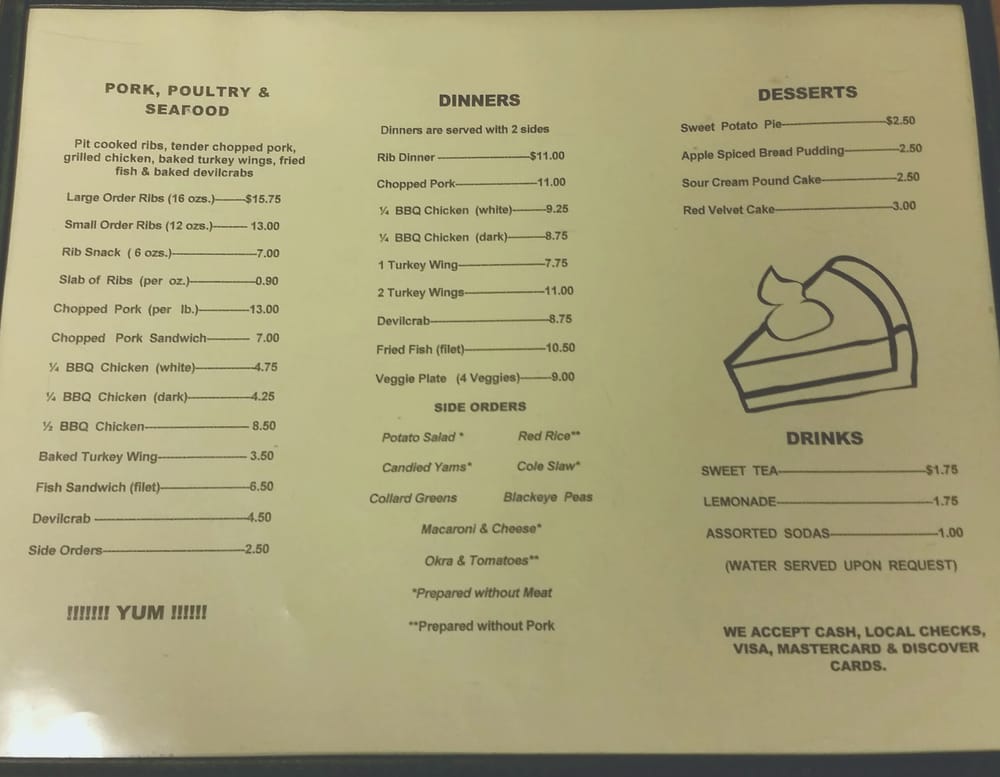 PORK, POULTRY &
SEAFOOD
Pit cooked ribs, tender chopped pork,
grilled chicken, baked turkey wings, fried
fish & baked devilcrabs
Large Order Ribs (16 ozs.)-------$15.75
Small Order Ribs (12 ozs.)------- 13.00
Rib Snack ( 6 ozs.)-------7.00
Slab of Ribs (per oz.)-------0.90
Chopped Pork (per lb.)-------13.00
Chopped Pork Sandwich------- 7.00
¼ BBQ Chicken (white)-------4.75
¼ BBQ Chicken (dark)-------4.25
½ BBQ Chicken------- 8.50
Baked Turkey Wing------- 3.50
Fish Sandwich (filet)-------6.50
Devilcrab -------4.50
Side Orders-------2.50
!!!!!!! YUM !!!!!!
DINNERS
Dinners are served with 2 sides
Rib Dinner -------$11.00
Chopped Pork-------11.00
¼ BBQ Chicken (white)-------9.25
¼ BBQ Chicken (dark)-------8.75
1 Turkey Wing-------7.75
2 Turkey Wings-------11.00
Devilcrab-------8.75
Fried Fish (filet)-------10.50
Veggie Plate (4 Veggies)-------9.00
SIDE ORDERS
Potato Salad * Red Rice**
Candied Yams* Cole Slaw*
Collard Greens Blackeye Peas
Macaroni & Cheese*
Okra & Tomatoes**
*Prepared without Meat
**Prepared without Pork
DESSERTS
Sweet Potato Pie-------$2.50
Apple Spiced Bread Pudding-------2.50
Sour Cream Pound Cake-------2.50
Red Velvet Cake-------3.00
DRINKS
SWEET TEA-------$1.75
LEMONADE-------1.75
ASSORTED SODAS-------1.00
(WATER SERVED UPON REQUEST)
WE ACCEPT CASH, LOCAL CHECKS,
VISA, MASTERCARD & DISCOVER
CARDS.